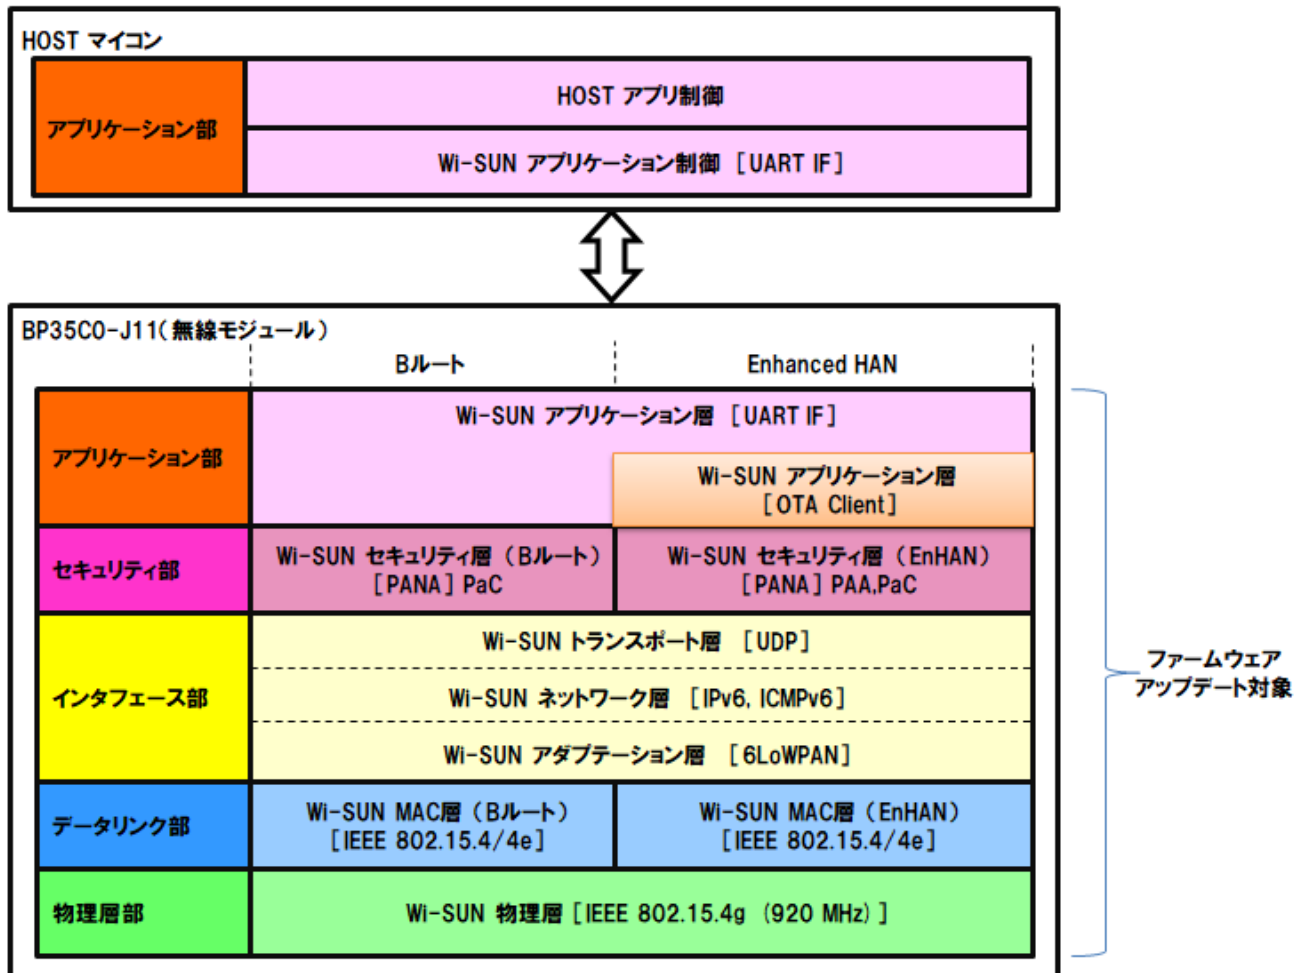 HOST マイコン
アプリケーション部
HOST アプリ制御
Wi-SUN アプリケーション制御 [UART IF]
BP35C0-J11(無線モジュール)
Bルート
Enhanced HAN
アプリケーション部
Wi-SUN アプリケーション層 [UART IF]
Wi-SUN アプリケーション層
[OTA Client]
セキュリティ部
Wi-SUN セキュリティ層 (Bルート)
[PANA] PaC
Wi-SUN セキュリティ層 (EnHAN)
[PANA] PAA,PaC
インタフェース部
Wi-SUN トランスポート層 [UDP]
Wi-SUN ネットワーク層 [IPv6, ICMPv6]
Wi-SUN アダプテーション層 [6LoWPAN]
ファームウェア
アップデート対象
データリンク部
Wi-SUN MAC層 (Bルート)
[IEEE 802.15.4/4e]
Wi-SUN MAC層 (EnHAN)
[IEEE 802.15.4/4e]
物理層部
Wi-SUN 物理層 [IEEE 802.15.4g (920 MHz)]